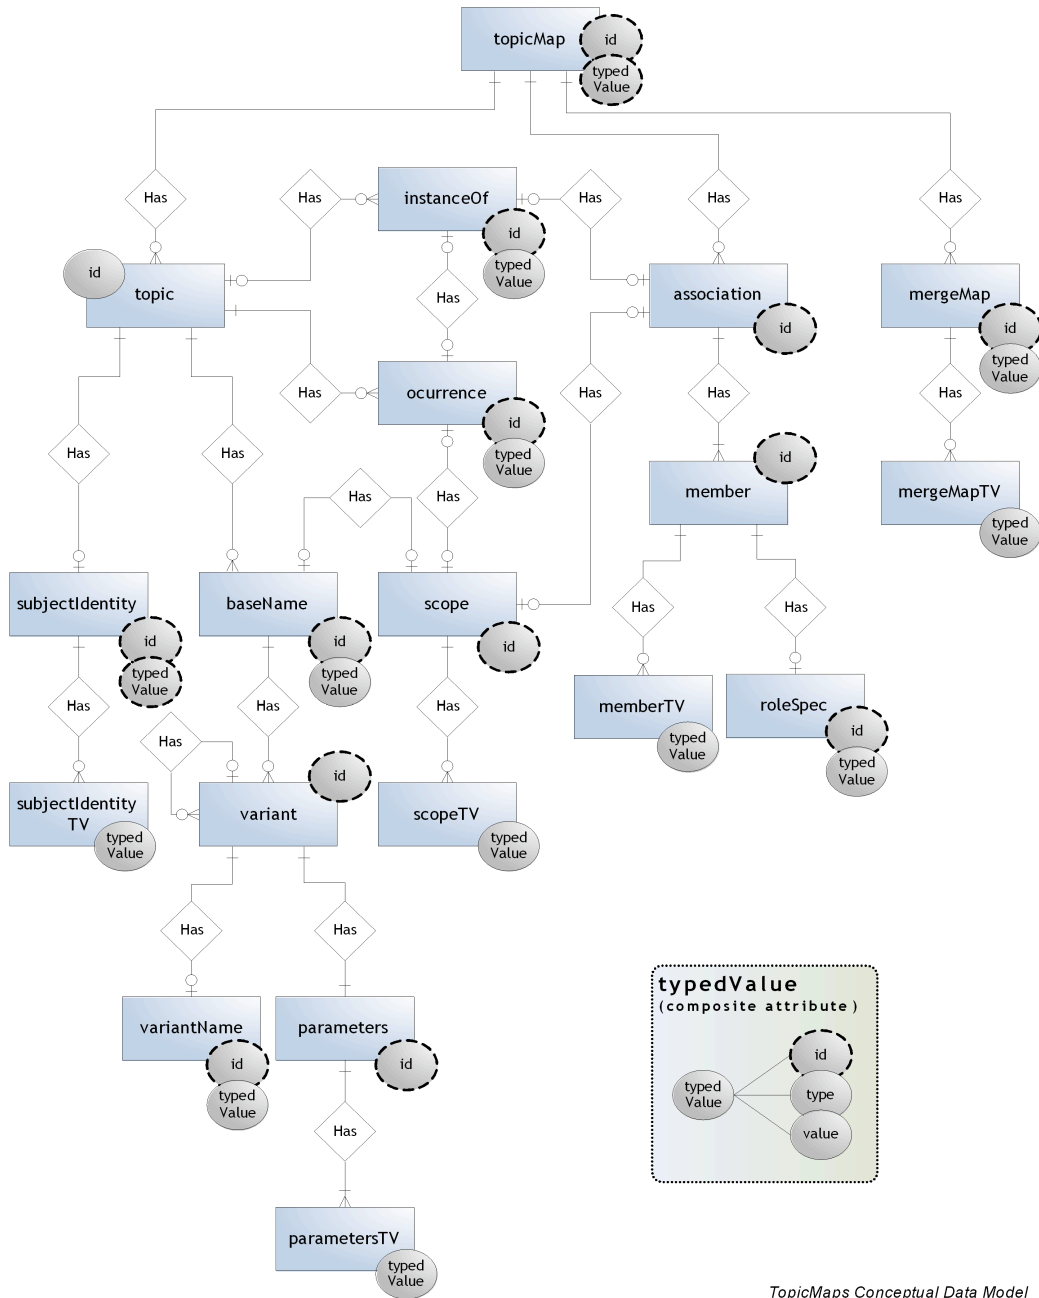 topicMap
id
typed
Value
Has
Has
instanceOf
Has
Has
Has
id
id
typed
Value
topic
association
mergeMap
Has
id
id
typed
Value
Has
ocurrence
Has
Has
Has
id
typed
Value
Has
Has
id
member
mergeMapTV
Has
Has
typed
Value
subjectIdentity
baseName
scope
Has
Has
id
typed
Value
id
typed
Value
id
Has
Has
Has
memberTV
roleSpec
typed
Value
id
typed
Value
Has
id
subjectIdentity
TV
variant
scopeTV
typed
Value
typed
Value
Has
Has
variantName
parameters
id
typed
Value
id
Has
parametersTV
typed
Value
typedValue
(composite attribute)
id
typed
Value
type
value
TopicMaps Conceptual Data Model